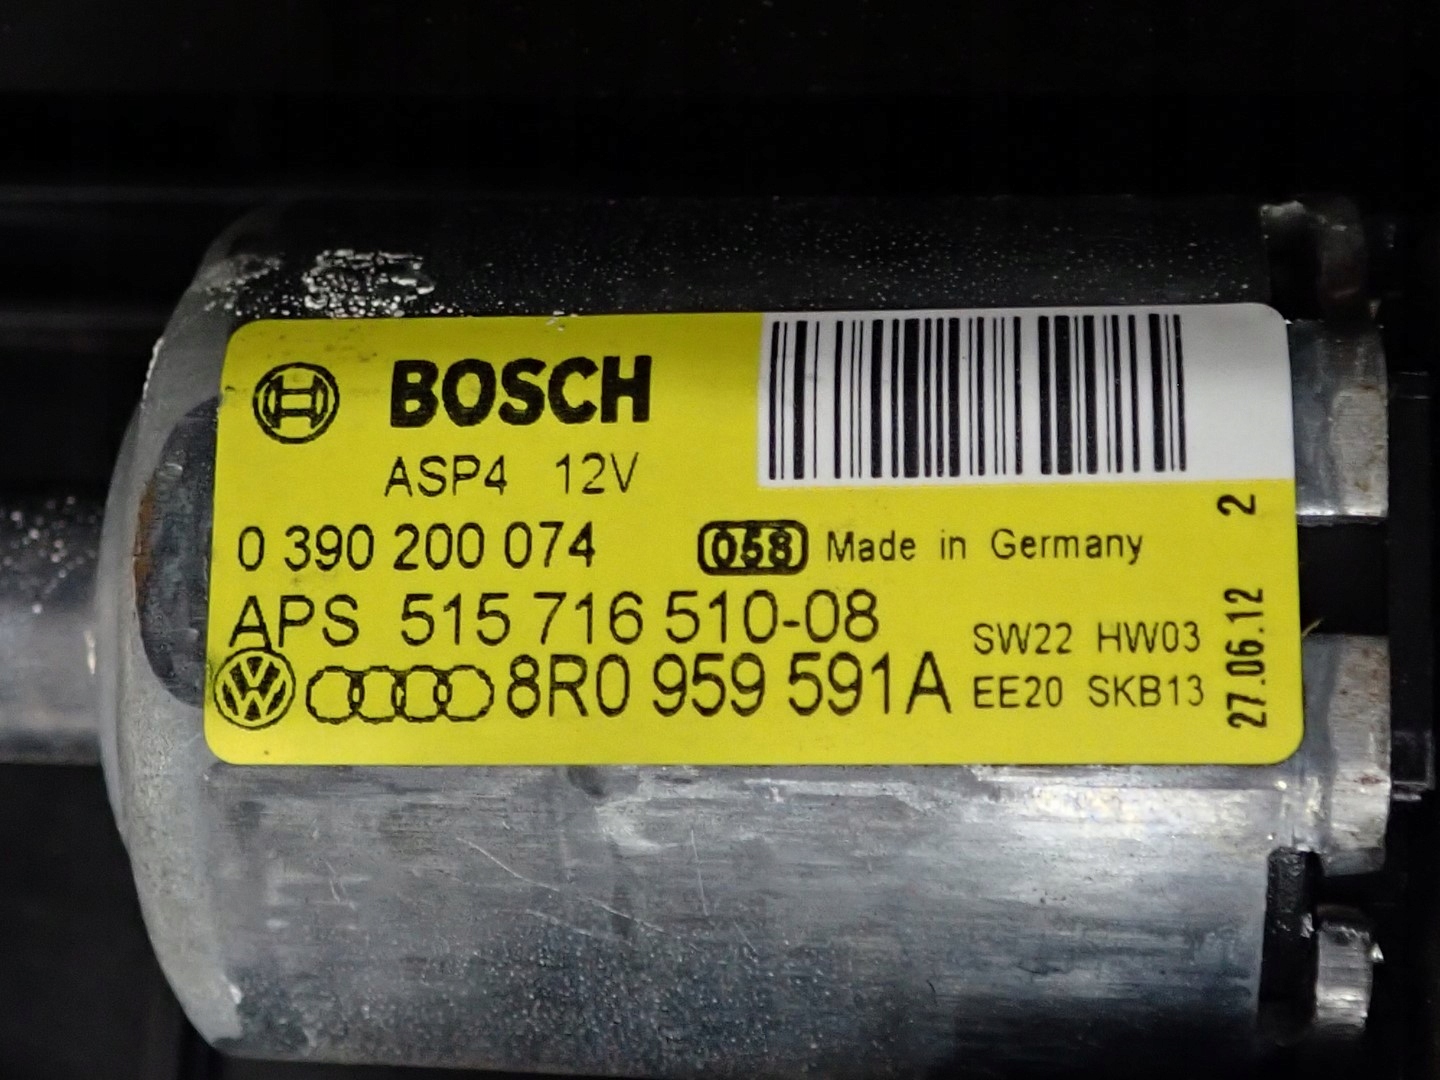 BOSCH
ASP4 12V
0 390 200 074
058 Made in Germany
APS 515 716 510-08
8R0 959 591A
SW22 HW03
EE20 SKB13
27.06.12 2